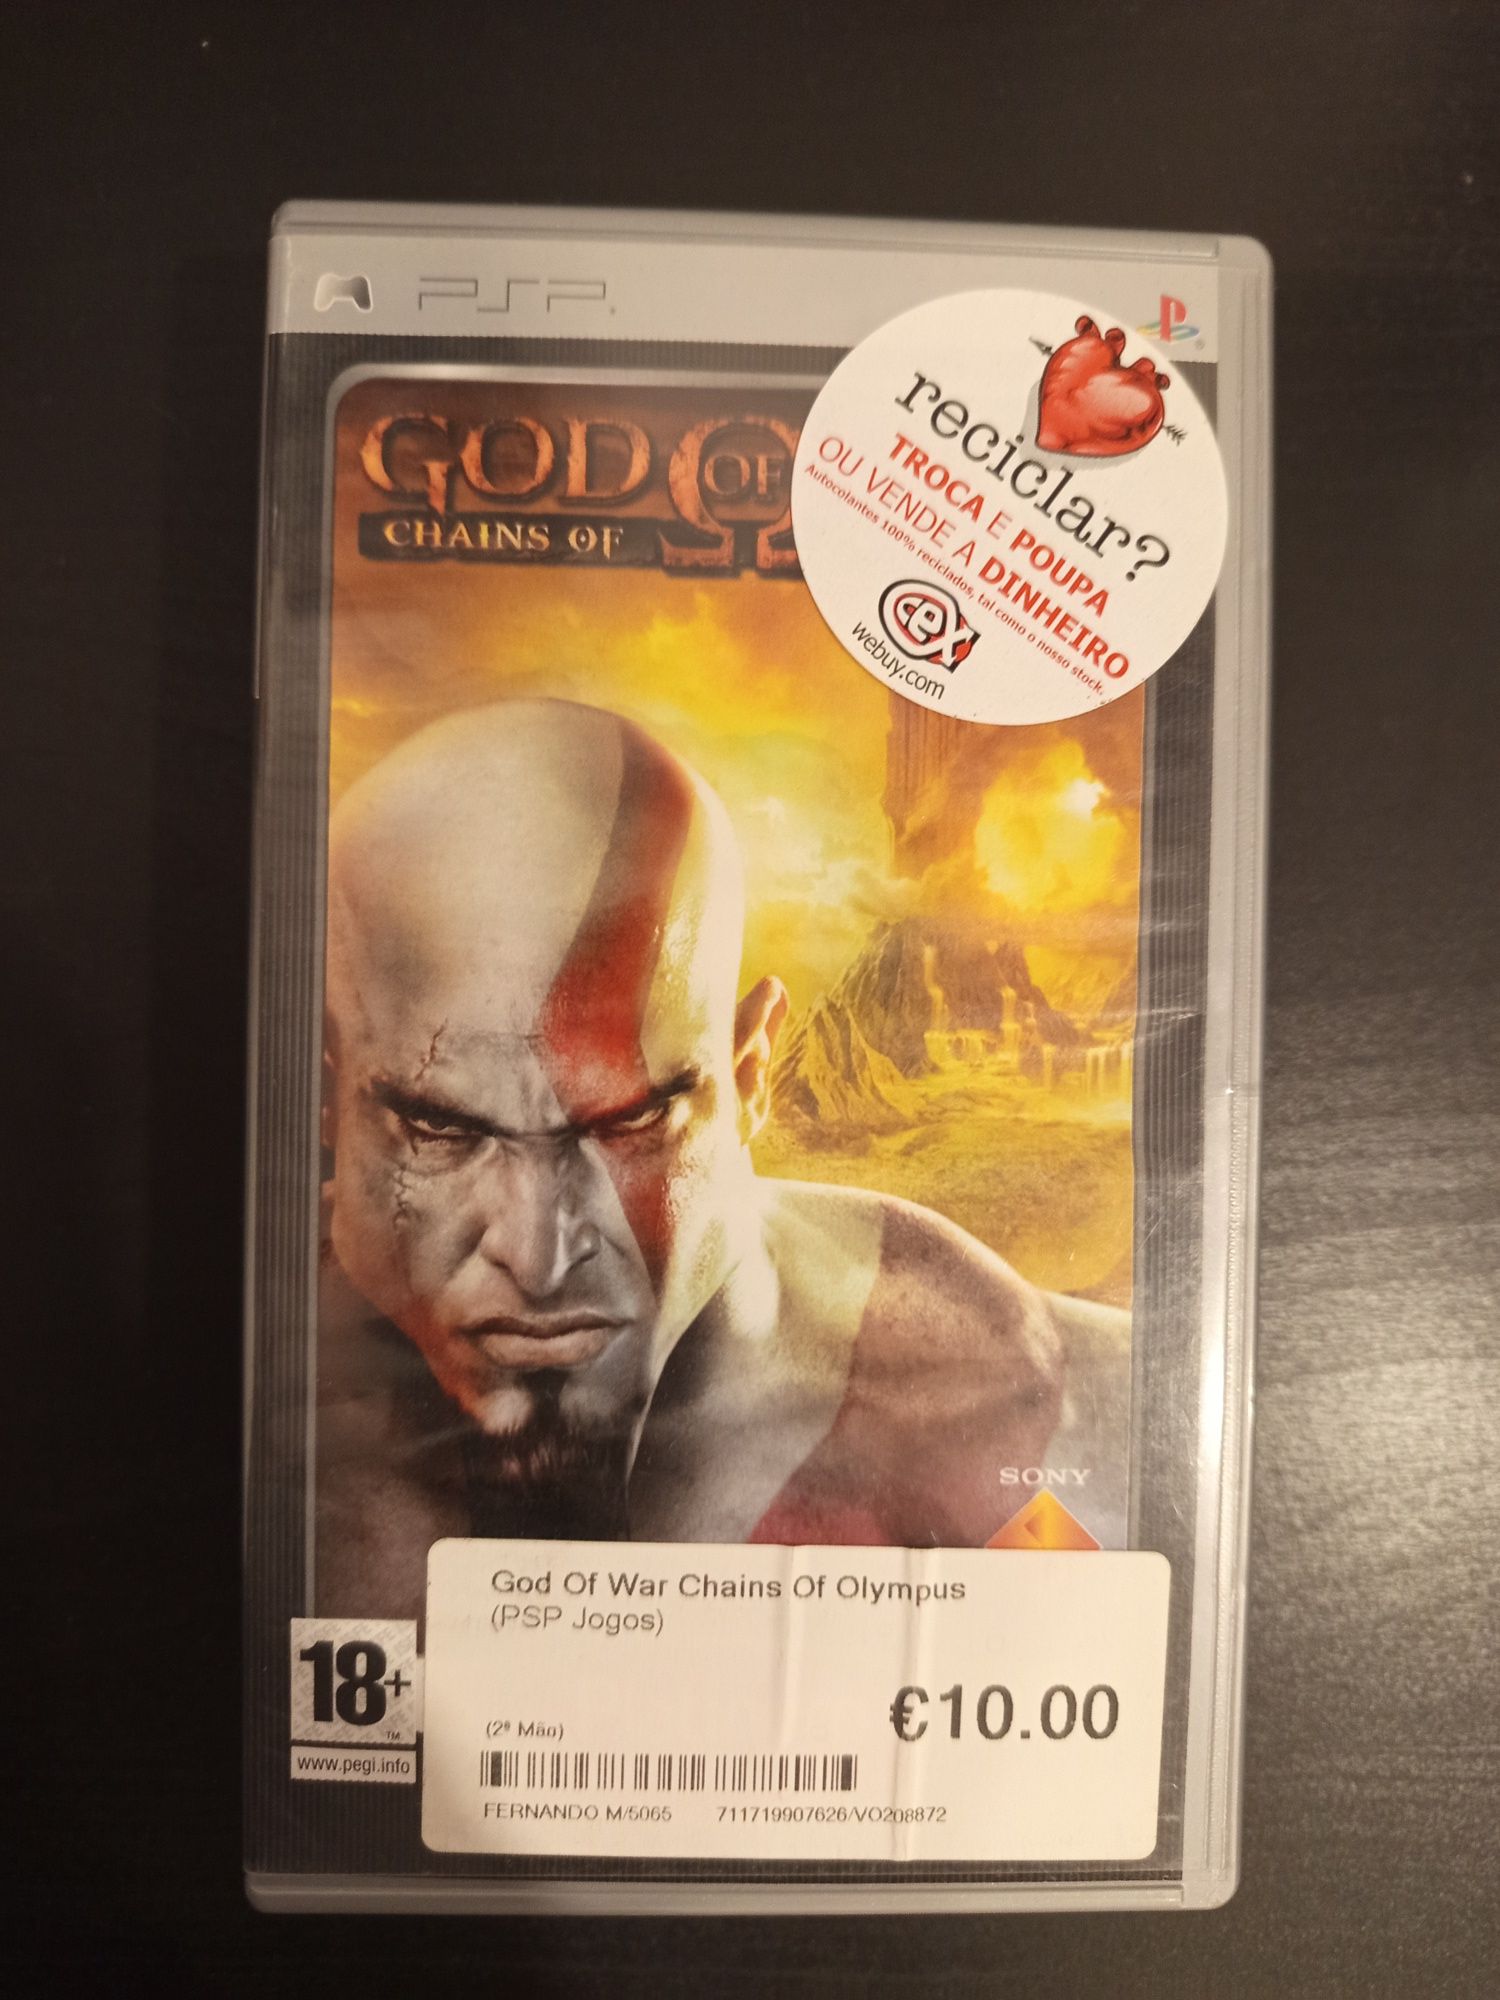 PSP
GOD OF
CHAINS OF
reciclar?
TROCA E POUPA
OU VENDE A DINHEIRO
Autocolantes 100% reciclados, tal como o nosso stock.
cex
webuy.com
SONY
God Of War Chains Of Olympus
(PSP Jogos)
€10.00
(2ª Mão)
FERNANDO M/5065 711719907626/VO208872
18+
TM
www.pegi.info